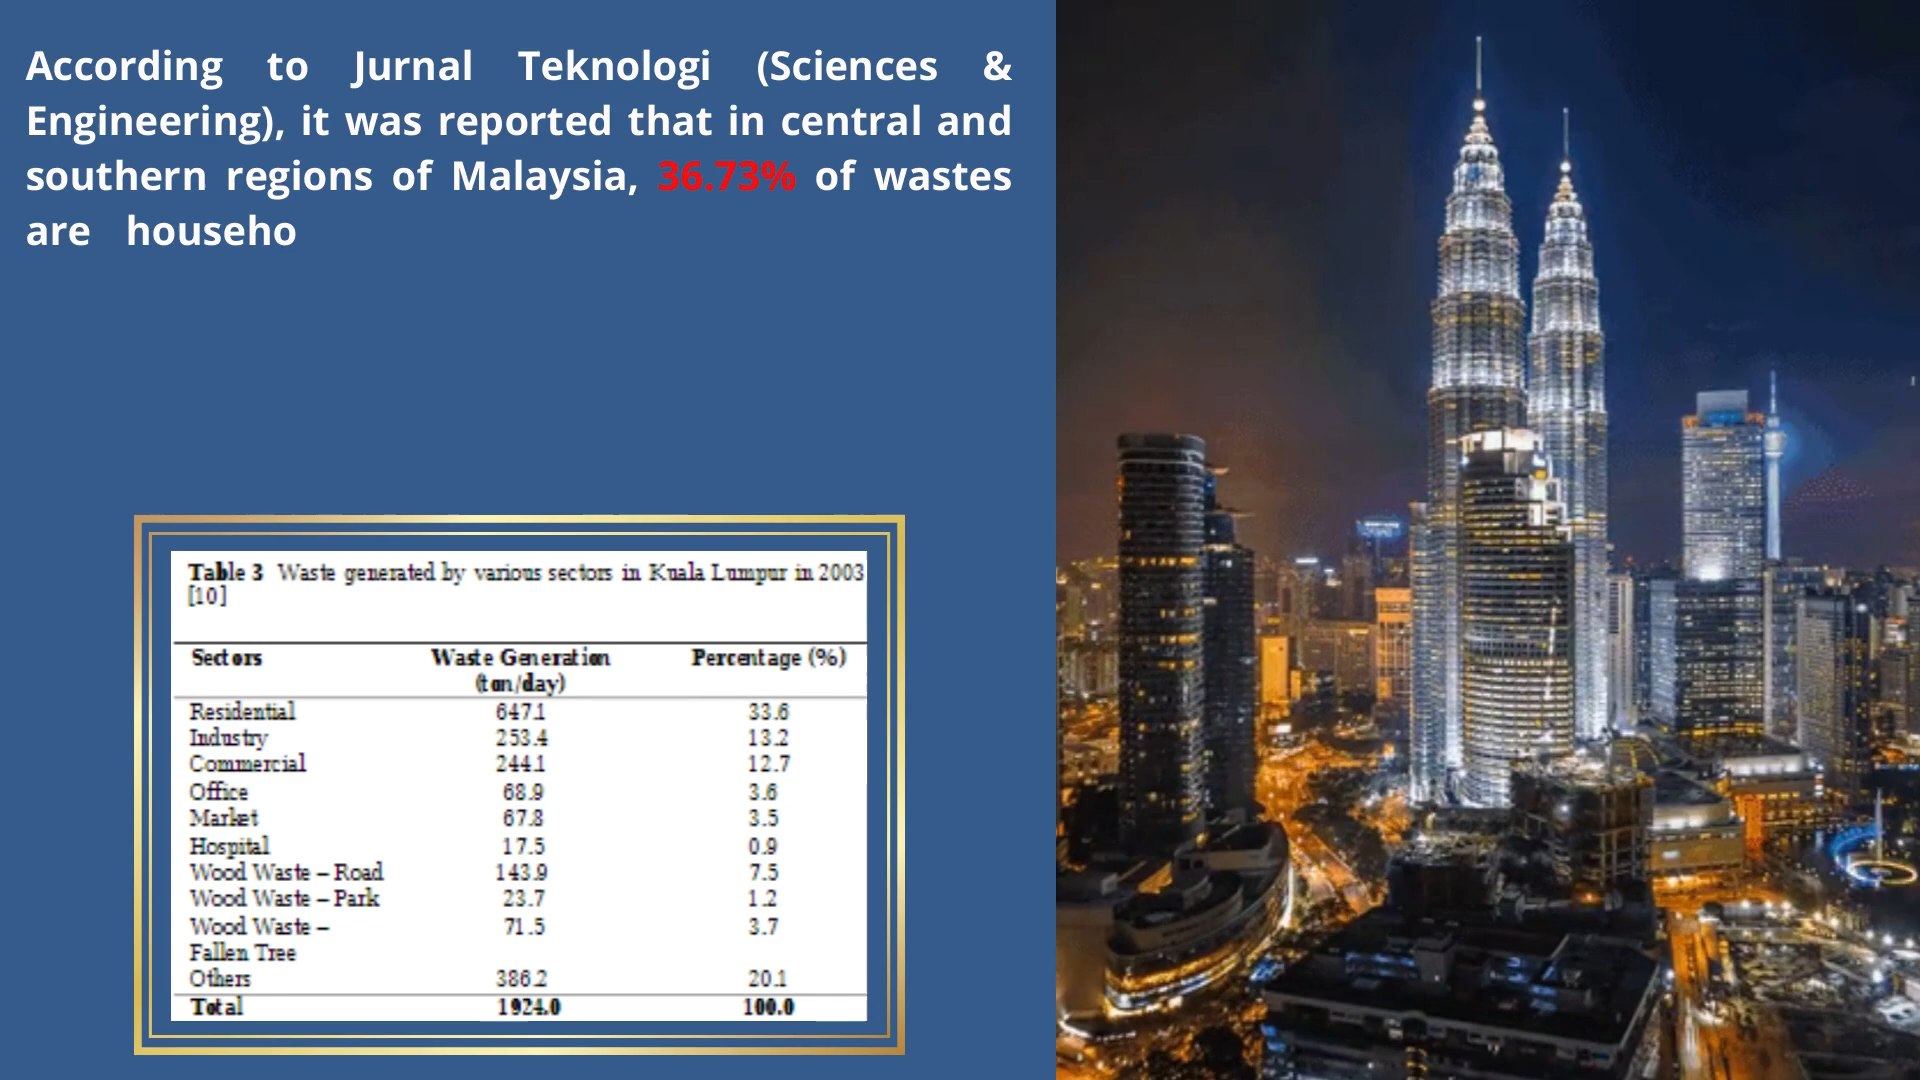 According to Jurnal Teknologi (Sciences &
Engineering), it was reported that in central and
southern regions of Malaysia, 36.73% of wastes
are househo
Table 3 Waste generated by various sectors in Kuala Lumpur in 2003
[10]
Sectors Waste Generation Percentage (%)
(ton/day)
Residential 647.1 33.6
Industry 253.4 13.2
Commercial 244.1 12.7
Office 68.9 3.6
Market 67.8 3.5
Hospital 17.5 0.9
Wood Waste – Road 143.9 7.5
Wood Waste – Park 23.7 1.2
Wood Waste – 71.5 3.7
Fallen Tree
Others 386.2 20.1
Total 1924.0 100.0